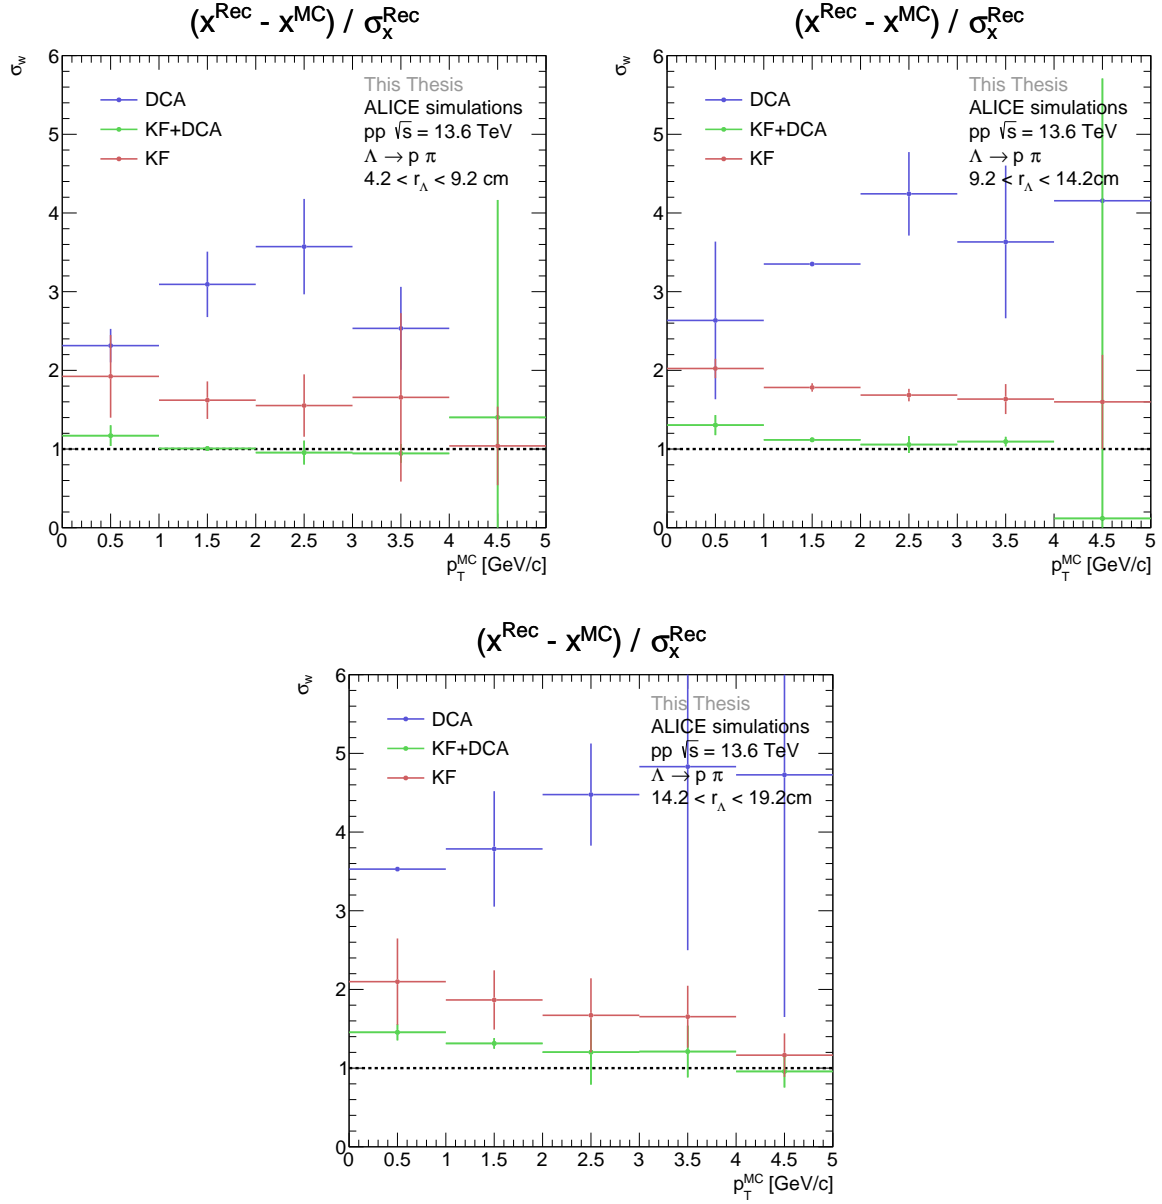 (x^Rec - x^MC) / σ_x^Rec
σ_w
6
5
4
3
2
1
0
DCA
KF+DCA
KF
This Thesis
ALICE simulations
pp √s = 13.6 TeV
Λ → p π
4.2 < r_Λ < 9.2 cm
0 0.5 1 1.5 2 2.5 3 3.5 4 4.5 5
p_T^MC [GeV/c]
(x^Rec - x^MC) / σ_x^Rec
σ_w
6
5
4
3
2
1
0
DCA
KF+DCA
KF
This Thesis
ALICE simulations
pp √s = 13.6 TeV
Λ → p π
9.2 < r_Λ < 14.2cm
0 0.5 1 1.5 2 2.5 3 3.5 4 4.5 5
p_T^MC [GeV/c]
(x^Rec - x^MC) / σ_x^Rec
σ_w
6
5
4
3
2
1
0
DCA
KF+DCA
KF
This Thesis
ALICE simulations
pp √s = 13.6 TeV
Λ → p π
14.2 < r_Λ < 19.2cm
0 0.5 1 1.5 2 2.5 3 3.5 4 4.5 5
p_T^MC [GeV/c]